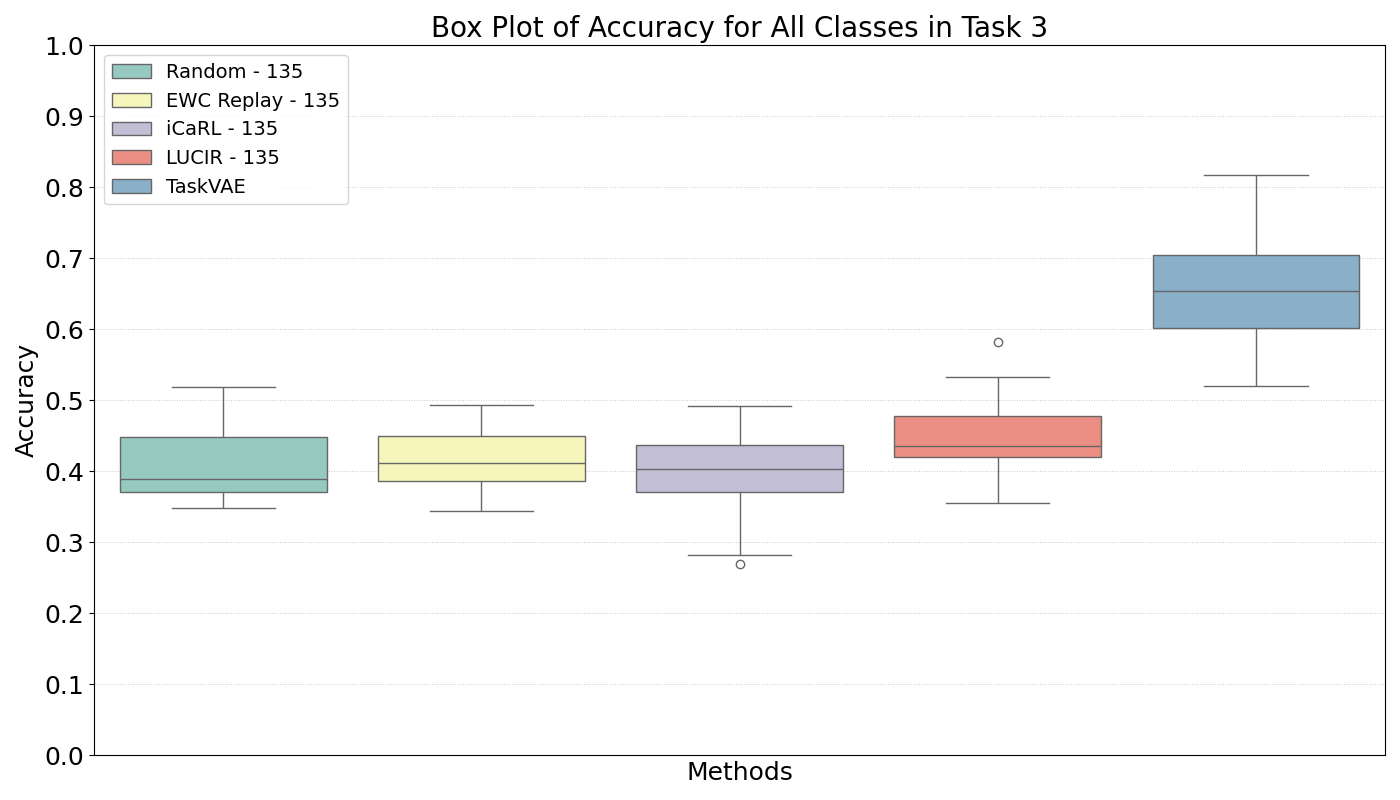 Box Plot of Accuracy for All Classes in Task 3
1.0
0.9
0.8
0.7
0.6
0.5
0.4
0.3
0.2
0.1
0.0
Accuracy
Random - 135
EWC Replay - 135
iCaRL - 135
LUCIR - 135
TaskVAE
Methods